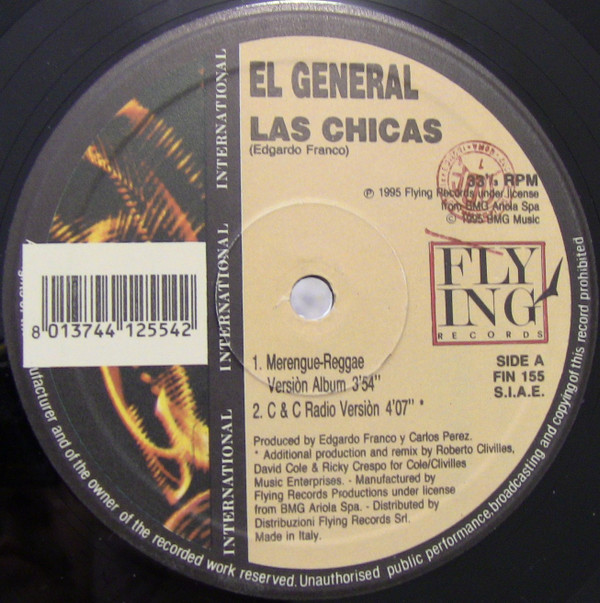 EL GENERAL
LAS CHICAS
(Edgardo Franco)
33⅓ RPM
℗ 1995 Flying Records under license
from BMG Ariola Spa
© 1995 BMG Music
FLY
ING
RECORDS
SIDE A
FIN 155
S.I.A.E.
1. Merengue-Reggae
Versiòn Album 3'54"
2. C & C Radio Versiòn 4'07" *
Produced by Edgardo Franco y Carlos Perez.
* Additional production and remix by Roberto Clivilles,
David Cole & Ricky Crespo for Cole/Clivilles
Music Enterprises. - Manufactured by
Flying Records Productions under license
from BMG Ariola Spa. - Distributed by
Distribuzioni Flying Records Srl.
Made in Italy.
INTERNATIONAL
INTERNATIONAL
INTERNATIONAL
8 013744 125542
and of the owner of the recorded work reserved. Unauthorised public performance, broadcasting and copying of this record prohibited